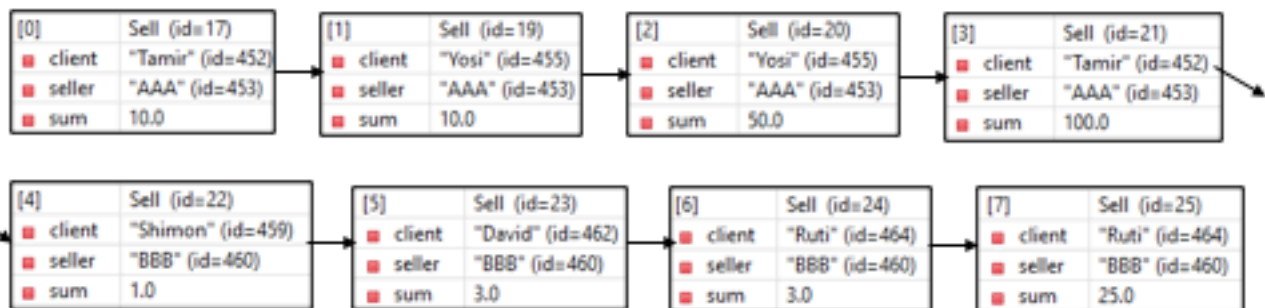 [0] Sell (id=17)
client "Tamir" (id=452)
seller "AAA" (id=453)
sum 10.0
[1] Sell (id=19)
client "Yosi" (id=455)
seller "AAA" (id=453)
sum 10.0
[2] Sell (id=20)
client "Yosi" (id=455)
seller "AAA" (id=453)
sum 50.0
[3] Sell (id=21)
client "Tamir" (id=452)
seller "AAA" (id=453)
sum 100.0
[4] Sell (id=22)
client "Shimon" (id=459)
seller "BBB" (id=460)
sum 1.0
[5] Sell (id=23)
client "David" (id=462)
seller "BBB" (id=460)
sum 3.0
[6] Sell (id=24)
client "Ruti" (id=464)
seller "BBB" (id=460)
sum 3.0
[7] Sell (id=25)
client "Ruti" (id=464)
seller "BBB" (id=460)
sum 25.0